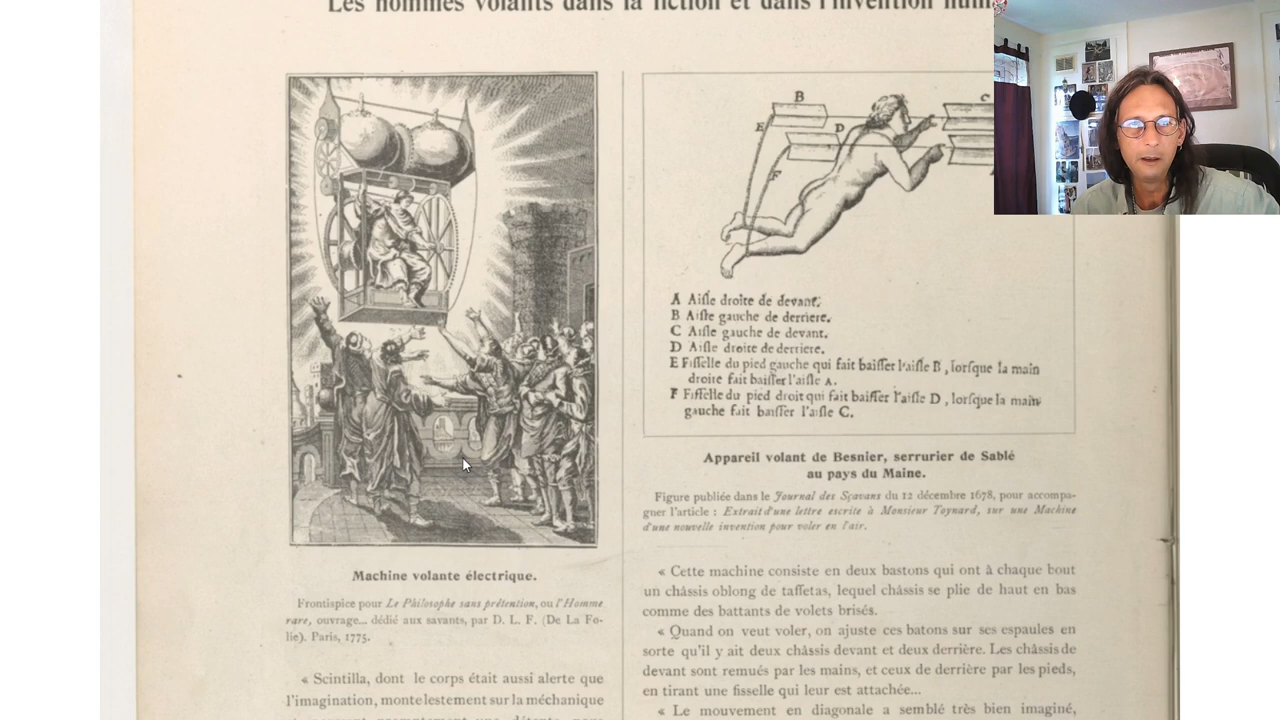 Les hommes volants dans la fiction et dans l'invention
Machine volante électrique.
Frontispice pour Le Philosophe sans prétention, ou l'Homme
rare, ouvrage... dédié aux savants, par D. L. F. (De La Fo-
lie). Paris, 1775.
« Scintilla, dont le corps était aussi alerte que
l'imagination, monte lestement sur la méchanique
B
C
E
D
F
A Aisle droite de devant.
B Aisle gauche de derriere.
C Aisle gauche de devant.
D Aisle droite de derriere.
E Fisselle du pied gauche qui fait baisser l'aisle B, lorsque la main
droite fait baisser l'aisle A.
F Fisselle du pied droit qui fait baisser l'aisle D, lorsque la main
gauche fait baisser l'aisle C.
Appareil volant de Besnier, serrurier de Sablé
au pays du Maine.
Figure publiée dans le Journal des Sçavans du 12 décembre 1678, pour accompa-
gner l'article : Extrait d'une lettre escrite à Monsieur Toynard, sur une Machine
d'une nouvelle invention pour voler en l'air.
« Cette machine consiste en deux bastons qui ont à chaque bout
un châssis oblong de taffetas, lequel châssis se plie de haut en bas
comme des battants de volets brisés.
« Quand on veut voler, on ajuste ces batons sur ses espaules en
sorte qu'il y ait deux châssis devant et deux derrière. Les châssis de
devant sont remués par les mains, et ceux de derrière par les pieds,
en tirant une fisselle qui leur est attachée...
« Le mouvement en diagonale a semblé très bien imaginé,